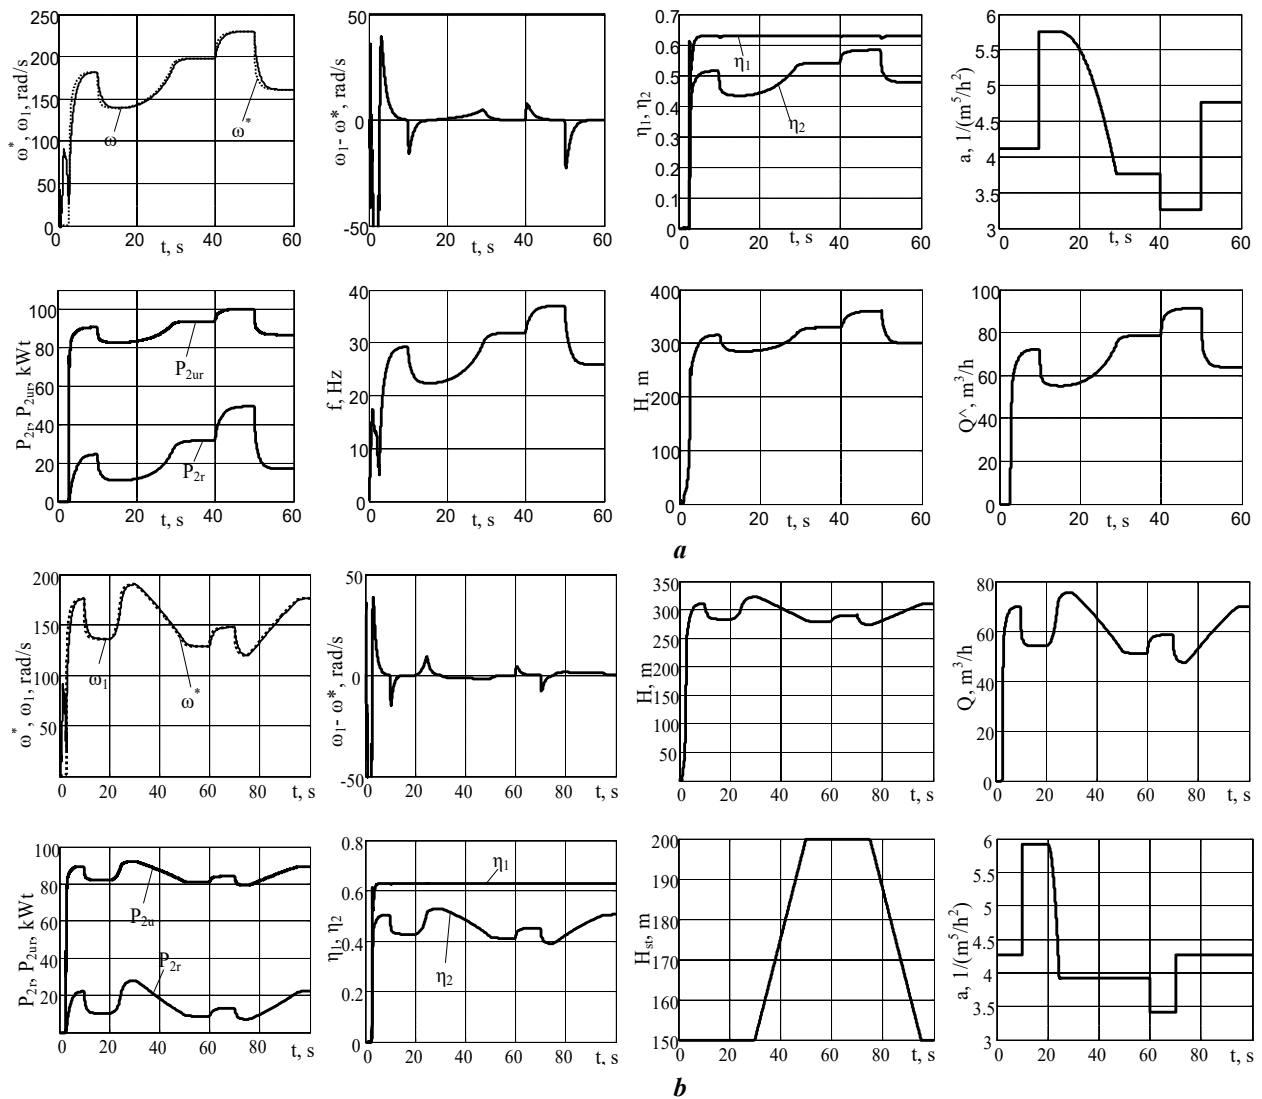 ω*, ω₁, rad/s
250
200
150
100
50
0
0 20 40 60
t, s
ω
ω*
ω₁- ω*, rad/s
50
0
-50
0 20 40 60
t, s
η₁, η₂
0.7
0.6
0.5
0.4
0.3
0.2
0.1
0
0 20 40 60
t, s
η₁
η₂
a, 1/(m⁵/h²)
6
5.5
5
4.5
4
3.5
3
0 20 40 60
t, s
P₂r, P₂ur, kWt
100
80
60
40
20
0
0 20 40 60
t, s
P₂ur
P₂r
f, Hz
40
30
20
10
0
0 20 40 60
t, s
H, m
400
300
200
100
0
0 20 40 60
t, s
Q^, m³/h
100
80
60
40
20
0
0 20 40 60
t, s
a
ω*, ω₁, rad/s
200
150
100
50
0 20 40 60 80 t, s
ω₁
ω*
ω₁- ω*, rad/s
50
0
-50
0 20 40 60 80 t, s
H, m
350
300
250
200
150
100
50
0 20 40 60 80 t, s
Q, m³/h
80
60
40
20
0
0 20 40 60 80 t, s
P₂r, P₂ur, kWt
100
80
60
40
20
0 20 40 60 80 t, s
P₂u
P₂r
η₁, η₂
0.8
0.6
0.4
0.2
0
0 20 40 60 80 t, s
η₁
η₂
Hst, m
200
190
180
170
160
150
0 20 40 60 80 t, s
a, 1/(m⁵/h²)
6
5.5
5
4.5
4
3.5
3
0 20 40 60 80 t, s
b